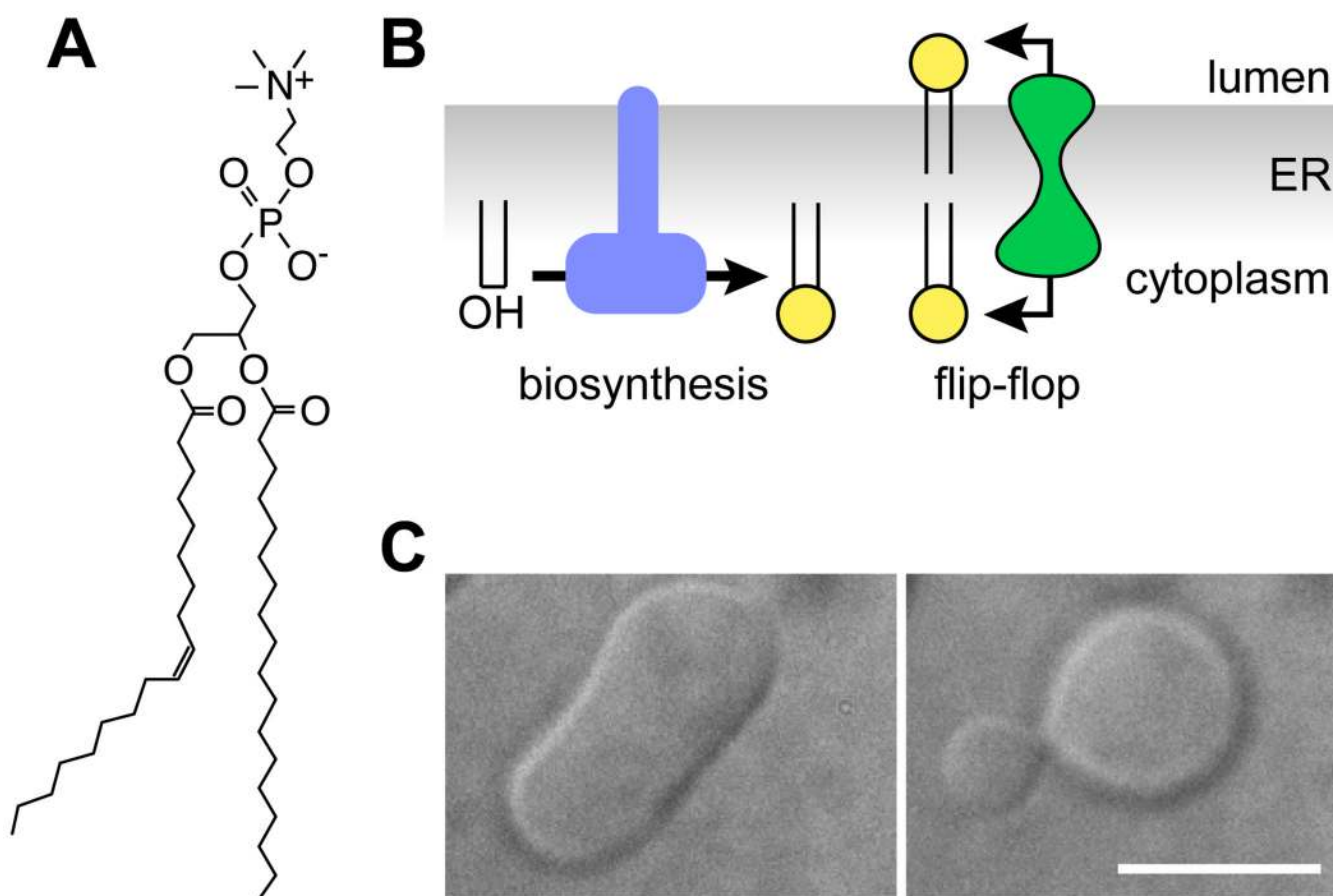 A
N+
O
O
P
O
O-
O
O
O
O
B
lumen
ER
cytoplasm
OH
biosynthesis
flip-flop
C